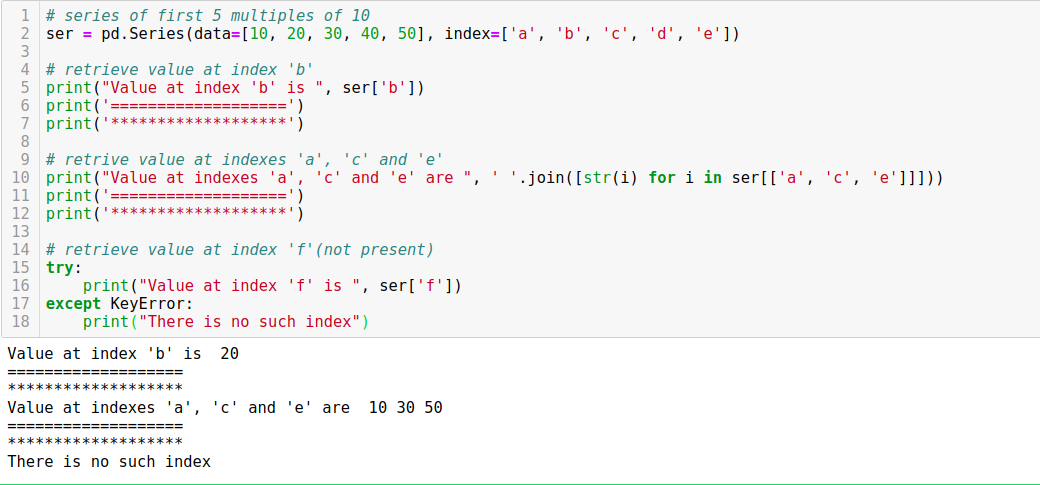 1 # series of first 5 multiples of 10
2 ser = pd.Series(data=[10, 20, 30, 40, 50], index=['a', 'b', 'c', 'd', 'e'])
3
4 # retrieve value at index 'b'
5 print("Value at index 'b' is ", ser['b'])
6 print('===================')
7 print('*******************')
8
9 # retrive value at indexes 'a', 'c' and 'e'
10 print("Value at indexes 'a', 'c' and 'e' are ", ' '.join([str(i) for i in ser[['a', 'c', 'e']]]))
11 print('===================')
12 print('*******************')
13
14 # retrieve value at index 'f'(not present)
15 try:
16     print("Value at index 'f' is ", ser['f'])
17 except KeyError:
18     print("There is no such index")
Value at index 'b' is  20
===================
*******************
Value at indexes 'a', 'c' and 'e' are  10 30 50
===================
*******************
There is no such index